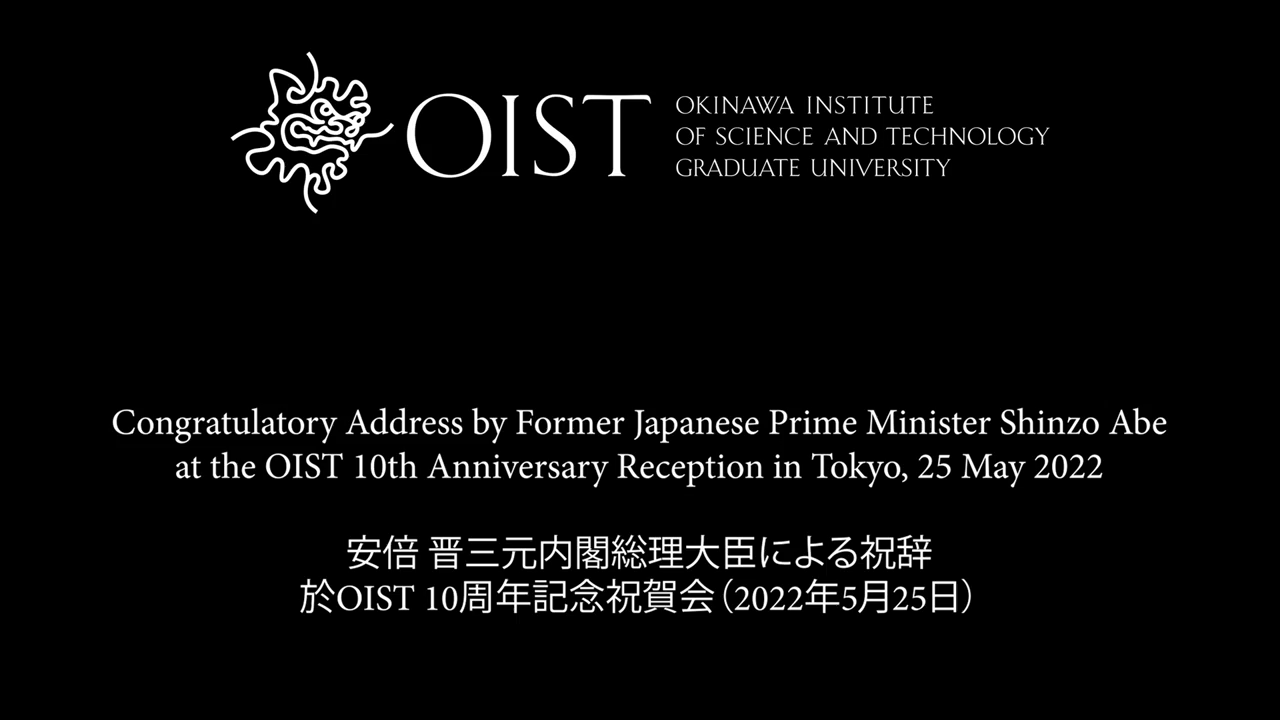 OIST
OKINAWA INSTITUTE
OF SCIENCE AND TECHNOLOGY
GRADUATE UNIVERSITY
Congratulatory Address by Former Japanese Prime Minister Shinzo Abe
at the OIST 10th Anniversary Reception in Tokyo, 25 May 2022
安倍 晋三元内閣総理大臣による祝辞
於OIST 10周年記念祝賀会（2022年5月25日）